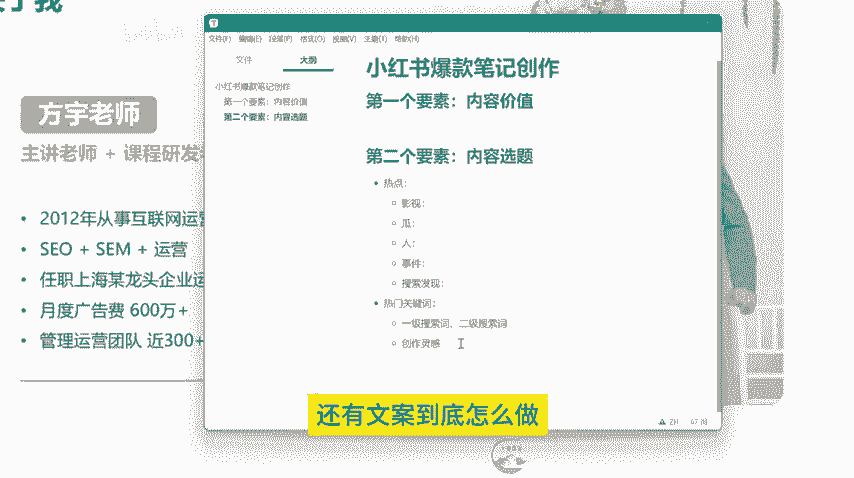 于我
文件(F) 编辑(E) 段落(P) 格式(O) 视图(V) 主题(T) 帮助(H)
文件 大纲
小红书爆款笔记创作
第一个要素：内容价值
第二个要素：内容选题
小红书爆款笔记创作
第一个要素：内容价值
第二个要素：内容选题
热点：
影视：
瓜：
人：
事件：
搜索发现：
热门关键词：
一级搜索词、二级搜索词
创作灵感
ZH 67 词
方宇老师
主讲老师 + 课程研发
2012年从事互联网运营
SEO + SEM + 运营
任职上海某龙头企业运
月度广告费 600万+
管理运营团队 近300+
还有文案到底怎么做